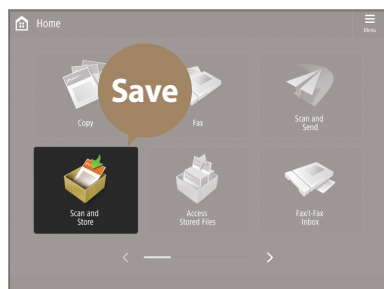 Home
Menu
Save
Copy
Fax
Scan and
Send
Scan and
Store
Access
Stored Files
Fax/I-Fax
Inbox